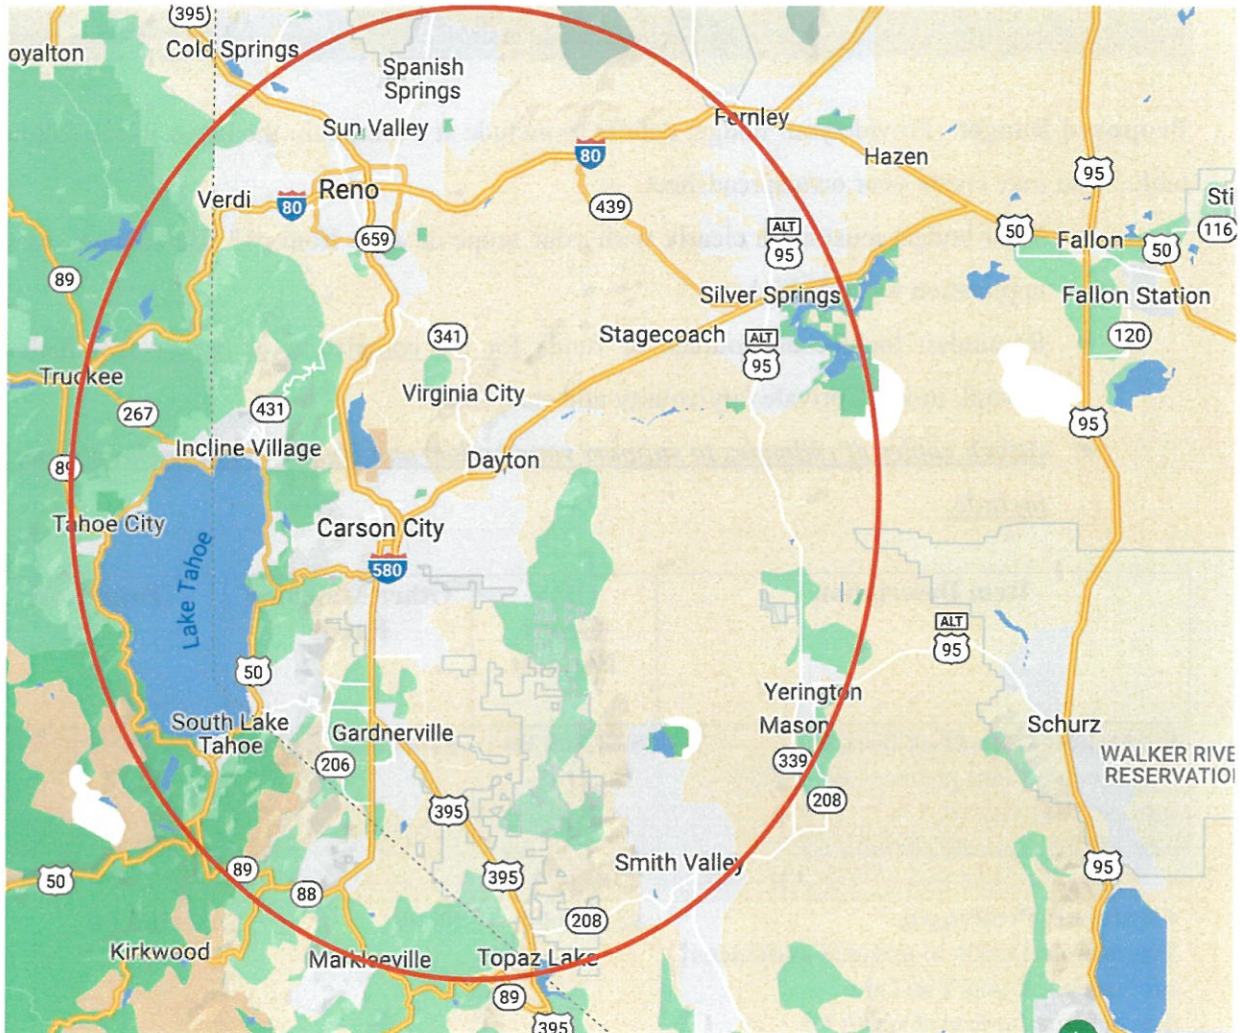 395
oyalton
Cold Springs
Spanish
Springs
Sun Valley
Fernley
80
Hazen
95
Verdi
80
Reno
439
Sti
116
659
ALT
95
50
Fallon
50
89
Silver Springs
Fallon Station
341
Stagecoach
ALT
95
120
Truckee
267
431
Virginia City
95
Incline Village
89
Dayton
Tahoe City
Carson City
Lake Tahoe
580
ALT
95
50
Yerington
South Lake
Tahoe
Gardnerville
Mason
Schurz
206
339
WALKER RIVE
RESERVATIO
395
208
50
89
88
395
Smith Valley
95
208
Kirkwood
Markleeville
Topaz Lake
89
395